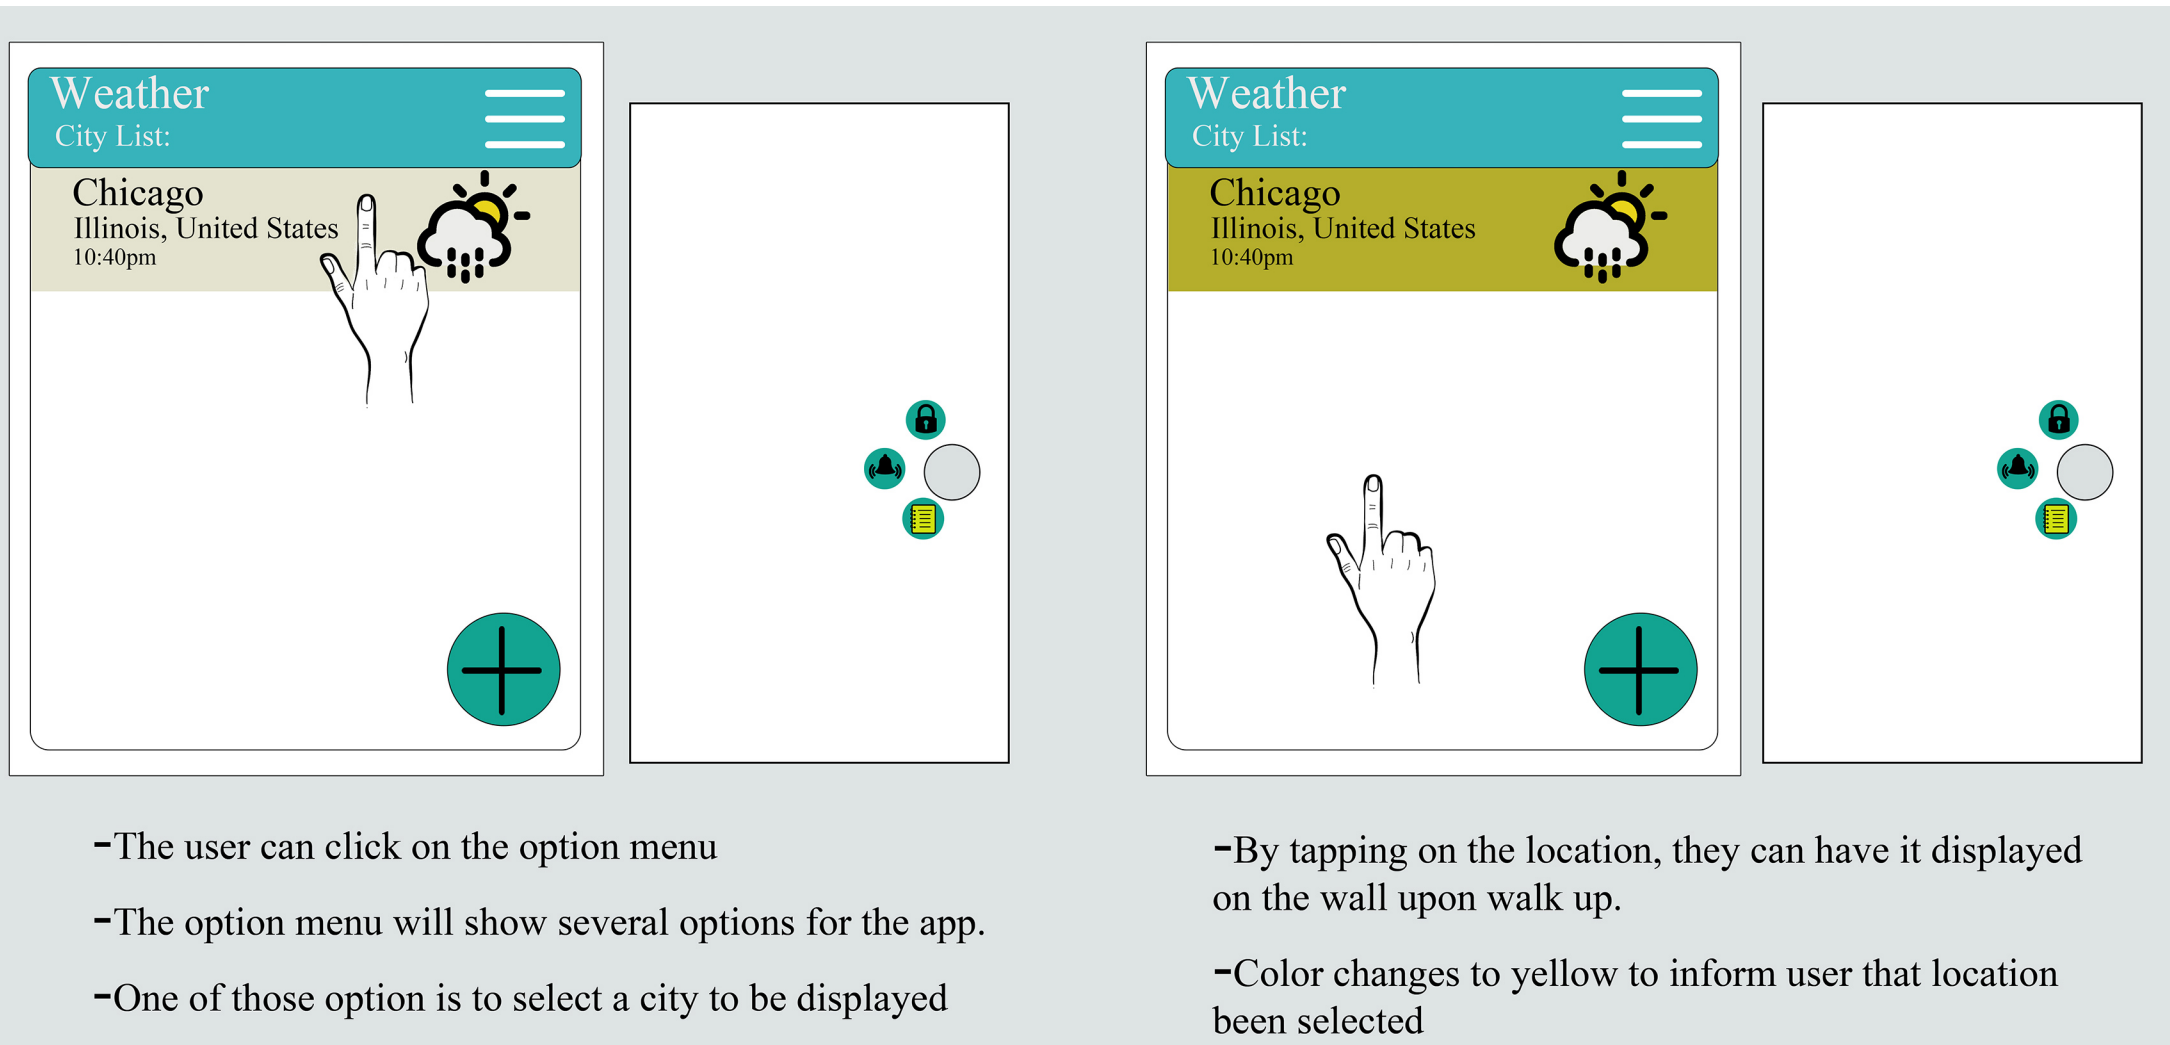 Weather
City List:
Chicago
Illinois, United States
10:40pm
-The user can click on the option menu
-The option menu will show several options for the app.
-One of those option is to select a city to be displayed
Weather
City List:
Chicago
Illinois, United States
10:40pm
-By tapping on the location, they can have it displayed
on the wall upon walk up.
-Color changes to yellow to inform user that location
been selected